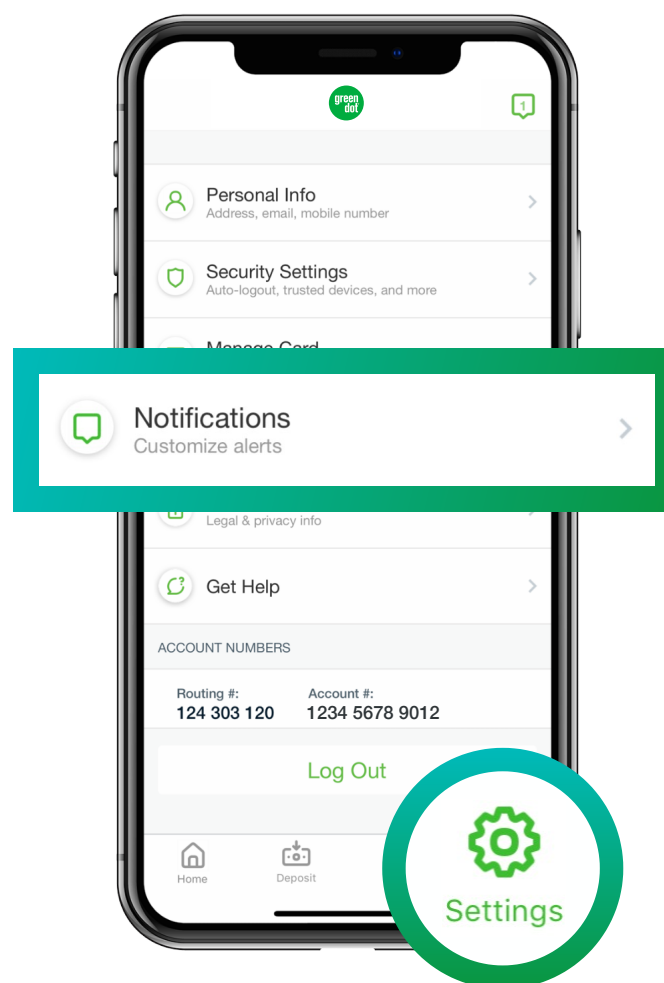 green
dot
1
Personal Info
Address, email, mobile number
Security Settings
Auto-logout, trusted devices, and more
Manage Card
Notifications
Customize alerts
Legal & privacy info
Get Help
ACCOUNT NUMBERS
Routing #: Account #:
124 303 120 1234 5678 9012
Log Out
Home Deposit
Settings